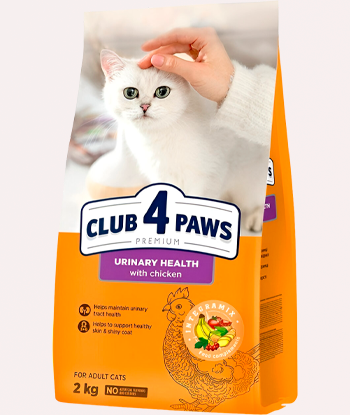 CLUB 4 PAWS
PREMIUM
URINARY HEALTH
with chicken
Helps maintain urinary
tract health
Helps to support healthy
skin & shiny coat
FOR ADULT CATS
2 kg
NO